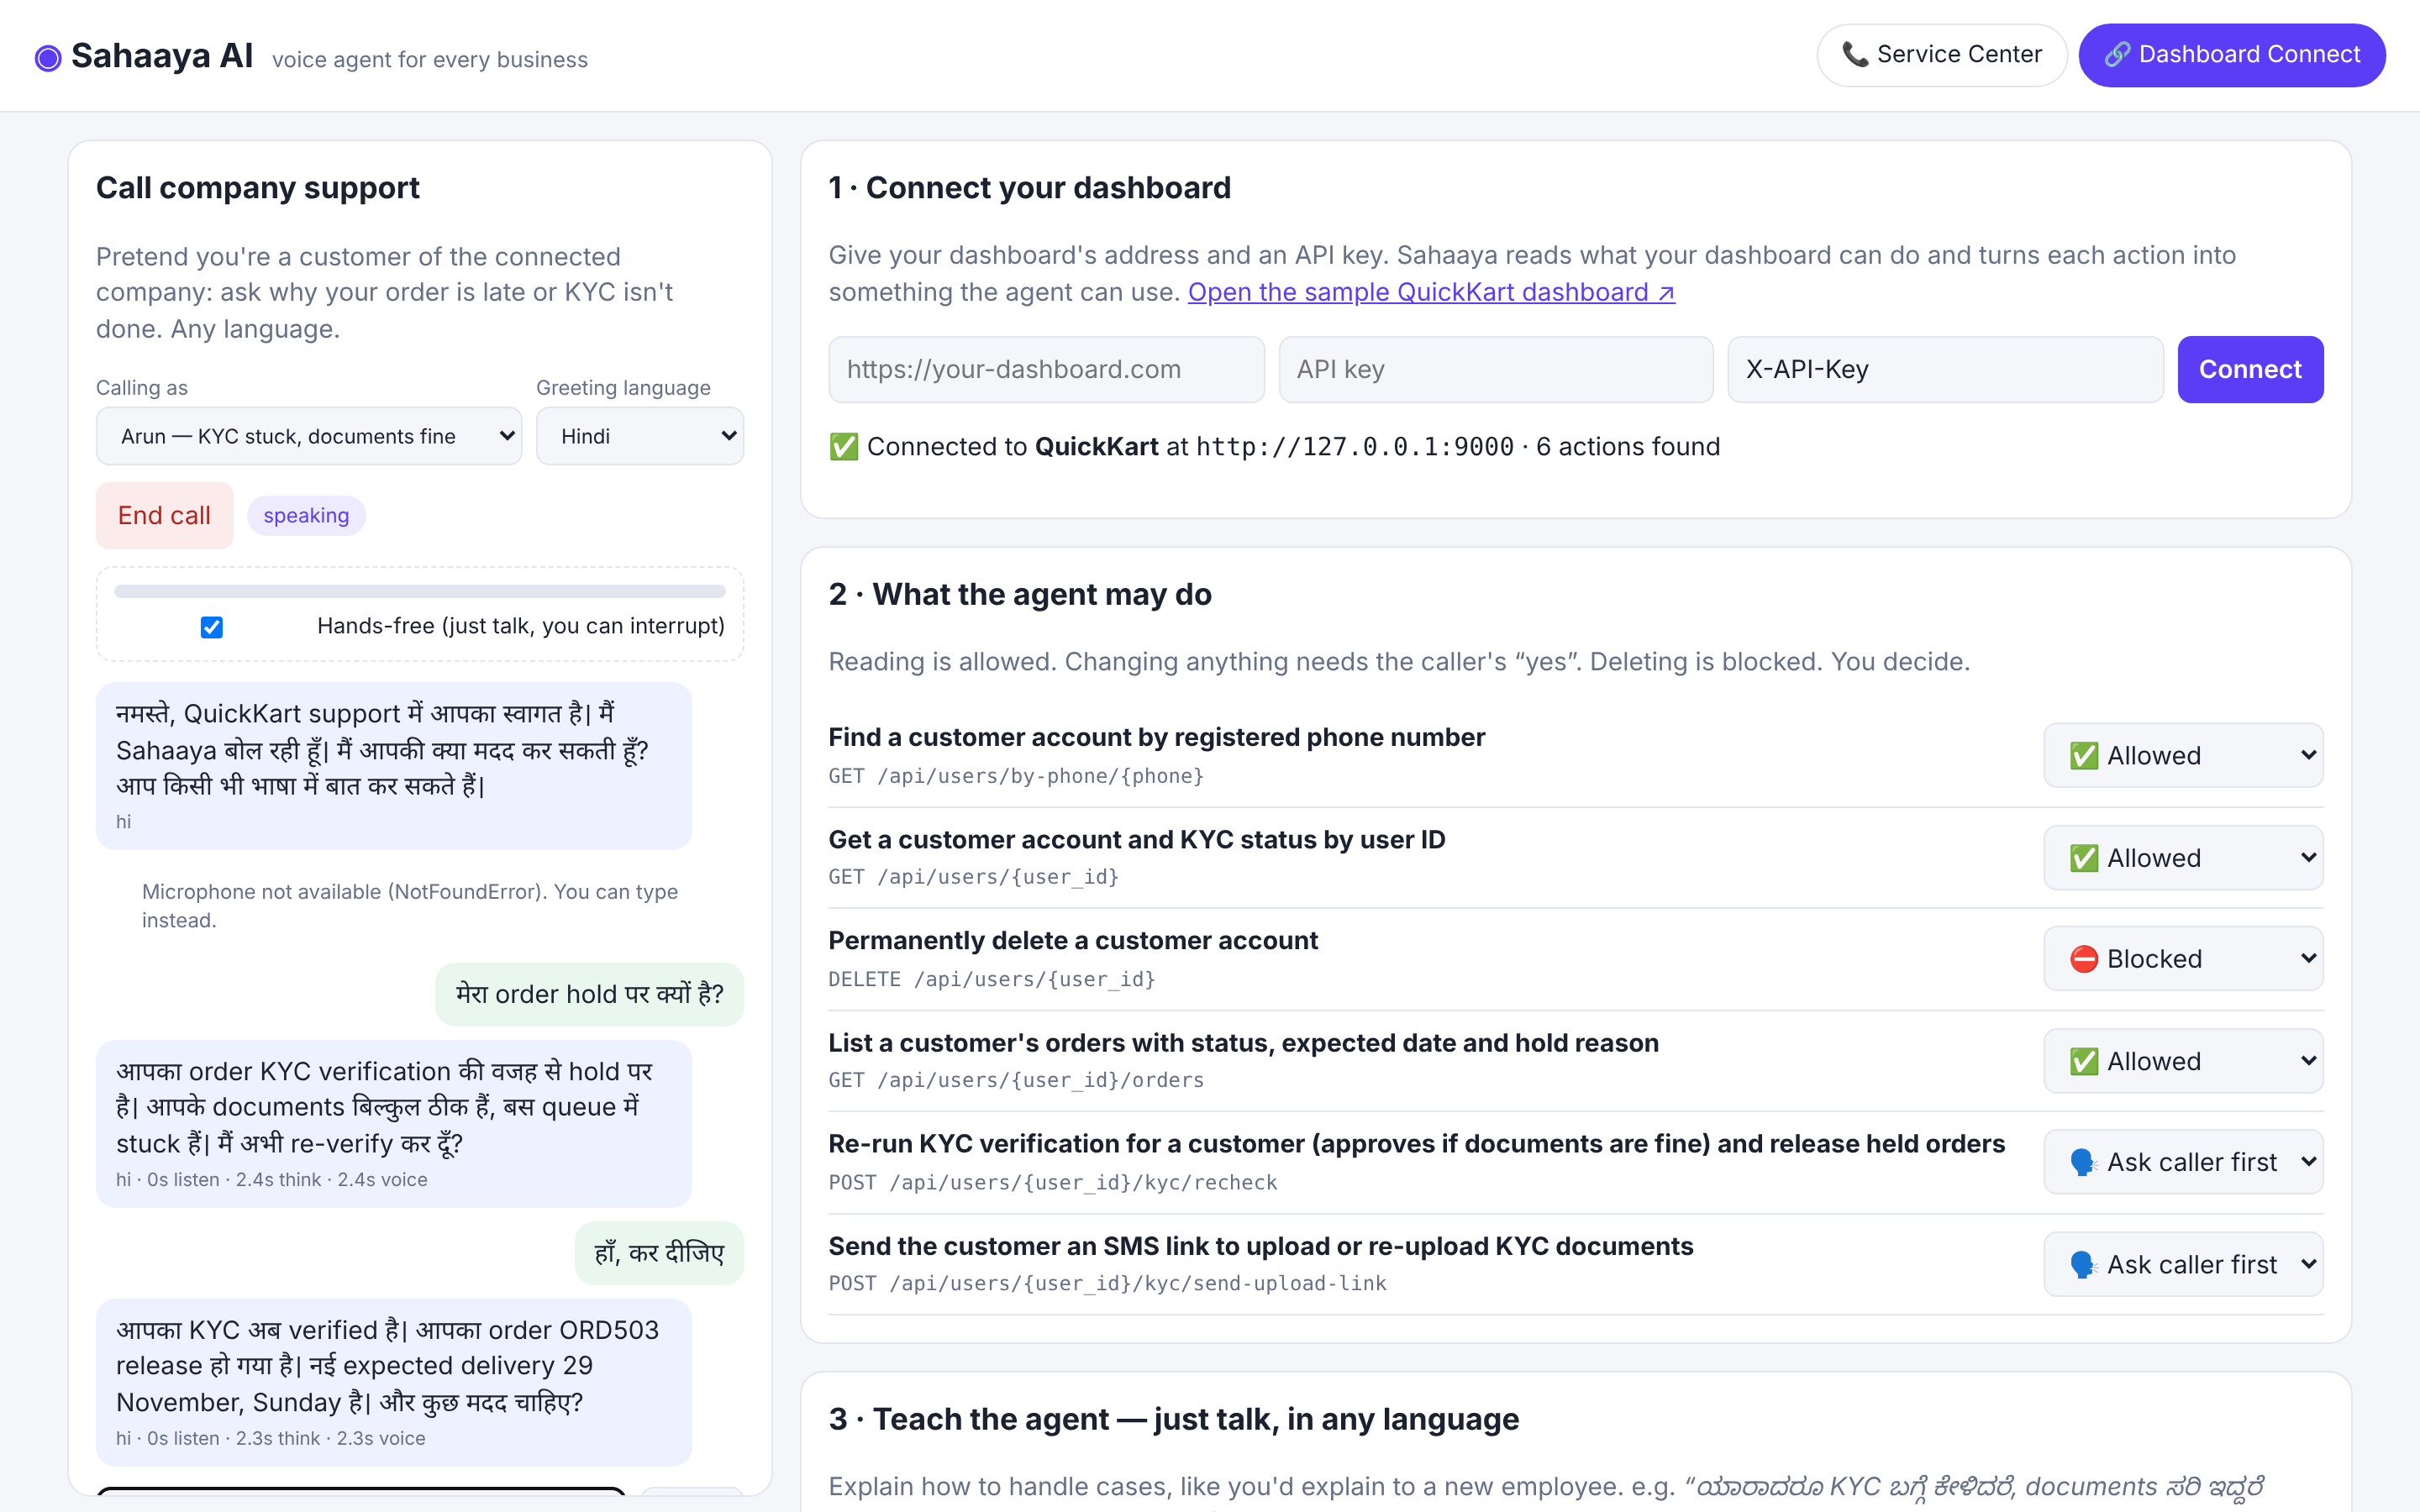 Sahaaya AI voice agent for every business
📞 Service Center
🔗 Dashboard Connect
Call company support
Pretend you're a customer of the connected
company: ask why your order is late or KYC isn't
done. Any language.
Calling as
Greeting language
Arun — KYC stuck, documents fine
Hindi
End call
speaking
Hands-free (just talk, you can interrupt)
नमस्ते, QuickKart support में आपका स्वागत है| मैं
Sahaaya बोल रही हूँ| मैं आपकी क्या मदद कर सकती हूँ?
आप किसी भी भाषा में बात कर सकते हैं|
hi
Microphone not available (NotFoundError). You can type
instead.
मेरा order hold पर क्यों है?
आपका order KYC verification की वजह से hold पर
है| आपके documents बिल्कुल ठीक हैं, बस queue में
stuck हैं| मैं अभी re-verify कर दूँ?
hi · 0s listen · 2.4s think · 2.4s voice
हाँ, कर दीजिए
आपका KYC अब verified है| आपका order ORD503
release हो गया है| नई expected delivery 29
November, Sunday है| और कुछ मदद चाहिए?
hi · 0s listen · 2.3s think · 2.3s voice
1 · Connect your dashboard
Give your dashboard's address and an API key. Sahaaya reads what your dashboard can do and turns each action into
something the agent can use. Open the sample QuickKart dashboard ↗
https://your-dashboard.com
API key
X-API-Key
Connect
✅ Connected to QuickKart at http://127.0.0.1:9000 · 6 actions found
2 · What the agent may do
Reading is allowed. Changing anything needs the caller's “yes”. Deleting is blocked. You decide.
Find a customer account by registered phone number
GET /api/users/by-phone/{phone}
✅ Allowed
Get a customer account and KYC status by user ID
GET /api/users/{user_id}
✅ Allowed
Permanently delete a customer account
DELETE /api/users/{user_id}
⛔ Blocked
List a customer's orders with status, expected date and hold reason
GET /api/users/{user_id}/orders
✅ Allowed
Re-run KYC verification for a customer (approves if documents are fine) and release held orders
POST /api/users/{user_id}/kyc/recheck
🗣️ Ask caller first
Send the customer an SMS link to upload or re-upload KYC documents
POST /api/users/{user_id}/kyc/send-upload-link
🗣️ Ask caller first
3 · Teach the agent — just talk, in any language
Explain how to handle cases, like you'd explain to a new employee. e.g. “ಯಾರಾದರೂ KYC ಬಗ್ಗೆ ಕೇಳಿದರೆ, documents ಸರಿ ಇದ್ದರೆ